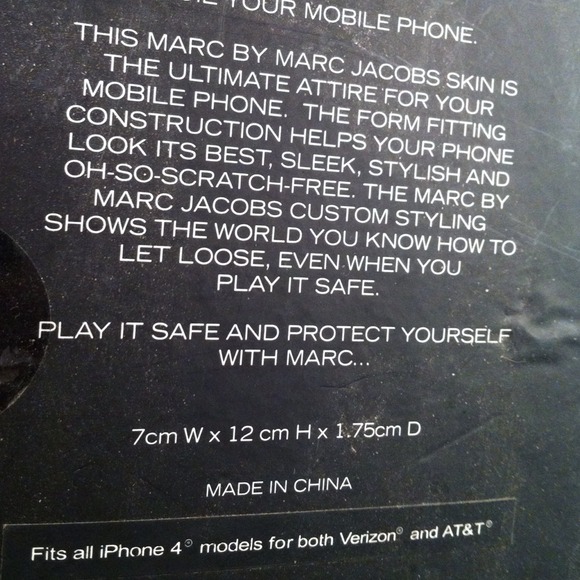 YOUR MOBILE PHONE.
THIS MARC BY MARC JACOBS SKIN IS
THE ULTIMATE ATTIRE FOR YOUR
MOBILE PHONE. THE FORM FITTING
CONSTRUCTION HELPS YOUR PHONE
LOOK ITS BEST, SLEEK, STYLISH AND
OH-SO-SCRATCH-FREE. THE MARC BY
MARC JACOBS CUSTOM STYLING
SHOWS THE WORLD YOU KNOW HOW TO
LET LOOSE, EVEN WHEN YOU
PLAY IT SAFE.
PLAY IT SAFE AND PROTECT YOURSELF
WITH MARC...
7cm W x 12 cm H x 1.75cm D
MADE IN CHINA
Fits all iPhone 4® models for both Verizon® and AT&T®